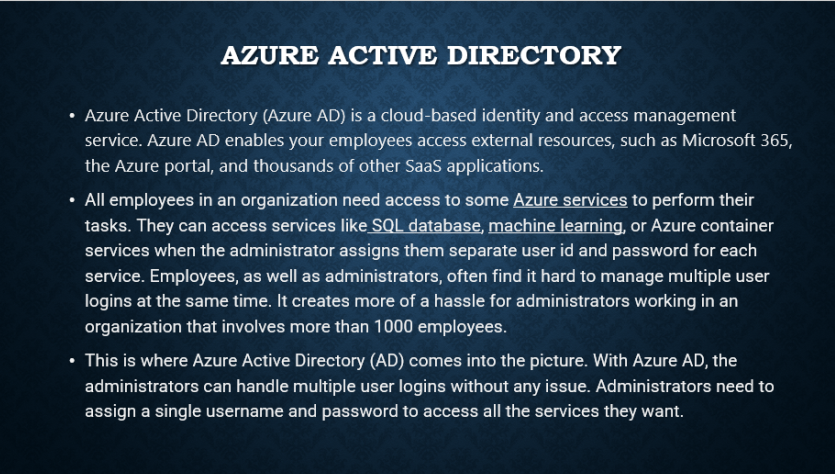 AZURE ACTIVE DIRECTORY
• Azure Active Directory (Azure AD) is a cloud-based identity and access management
service. Azure AD enables your employees access external resources, such as Microsoft 365,
the Azure portal, and thousands of other SaaS applications.
• All employees in an organization need access to some Azure services to perform their
tasks. They can access services like SQL database, machine learning, or Azure container
services when the administrator assigns them separate user id and password for each
service. Employees, as well as administrators, often find it hard to manage multiple user
logins at the same time. It creates more of a hassle for administrators working in an
organization that involves more than 1000 employees.
• This is where Azure Active Directory (AD) comes into the picture. With Azure AD, the
administrators can handle multiple user logins without any issue. Administrators need to
assign a single username and password to access all the services they want.